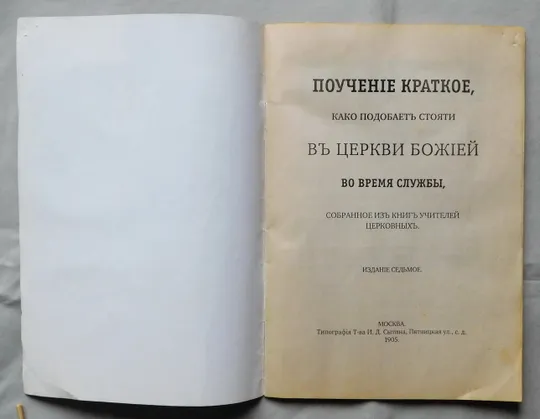 ПОУЧЕНІЕ КРАТКОЕ,
КАКО ПОДОБАЕТЪ СТОЯТИ
ВЪ ЦЕРКВИ БОЖІЕЙ
ВО ВРЕМЯ СЛУЖБЫ,
СОБРАННОЕ ИЗЪ КНИГЪ УЧИТЕЛЕЙ
ЦЕРКОВНЫХЪ.
ИЗДАНІЕ СЕДЬМОЕ.
МОСКВА.
Типографія Т-ва И. Д. Сытина, Пятницкая ул., с. д.
1905.